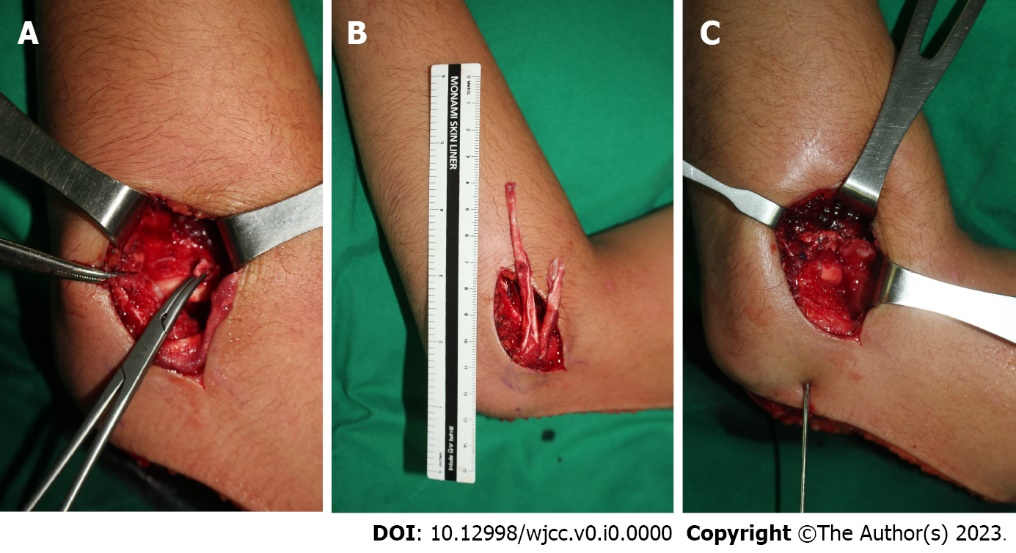 A
B
C
MONAMI SKIN LINER
DOI: 10.12998/wjcc.v0.i0.0000 Copyright ©The Author(s) 2023.